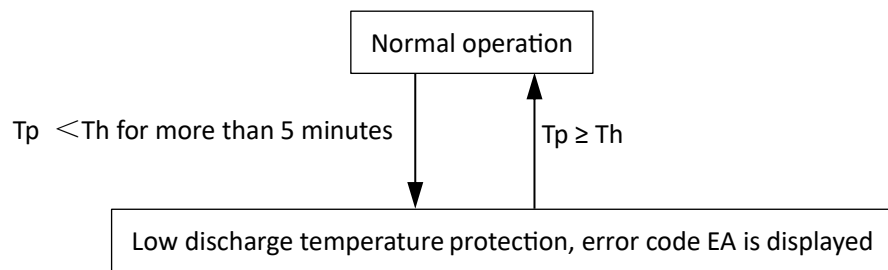 Normal operation
Tp ＜Th for more than 5 minutes
Tp ≥ Th
Low discharge temperature protection, error code EA is displayed